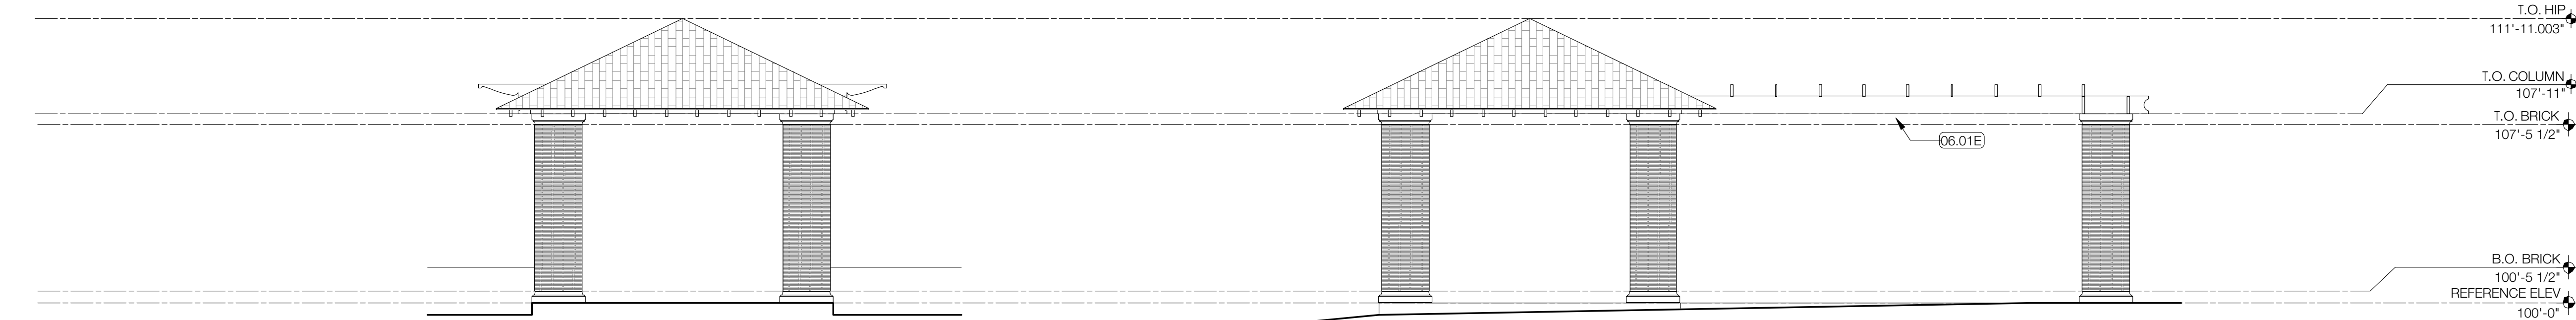 T.O. HIP
111'-11.003"
T.O. COLUMN
107'-11"
T.O. BRICK
107'-5 1/2"
06.01E
B.O. BRICK
100'-5 1/2"
REFERENCE ELEV
100'-0"